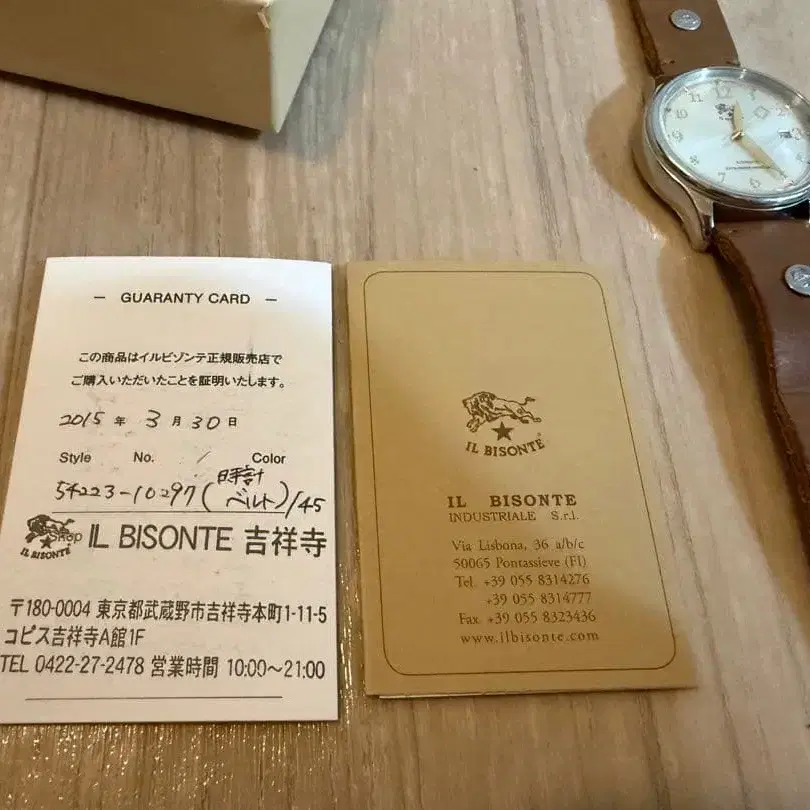 — GUARANTY CARD —
この商品はイルビゾンテ正規販売店で
ご購入いただいたことを証明いたします。
2015 年 3 月 30 日
Style No. Color
54223-10297 (時計ベルト) /45
Shop IL BISONTE 吉祥寺
IL BISONTE
〒180-0004 東京都武蔵野市吉祥寺本町1-11-5
コピス吉祥寺A館1F
TEL 0422-27-2478 営業時間 10:00〜21:00
IL BISONTE
IL BISONTE
INDUSTRIALE S.r.l.
Via Lisbona, 36 a/b/c
50065 Pontassieve (FI)
Tel. +39 055 8314276
+39 055 8314777
Fax. +39 055 8323436
www.ilbisonte.com